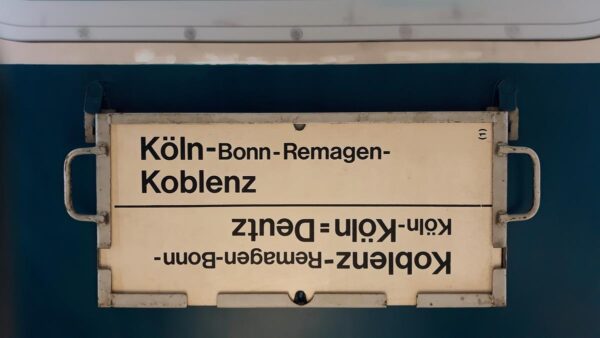 Köln-Bonn-Remagen-
Koblenz
Koblenz-Remagen-Bonn-
Köln-Köln=Deutz